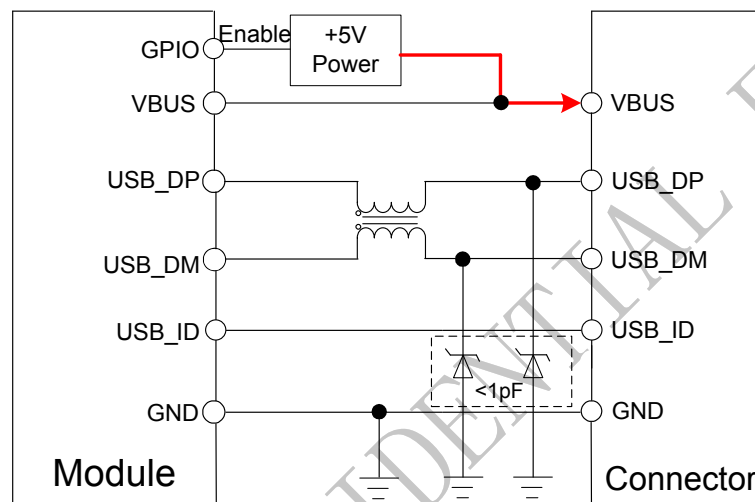 GPIO
Enable
+5V
Power
VBUS
VBUS
USB_DP
USB_DP
USB_DM
USB_DM
USB_ID
USB_ID
<1pF
GND
GND
Module
Connector